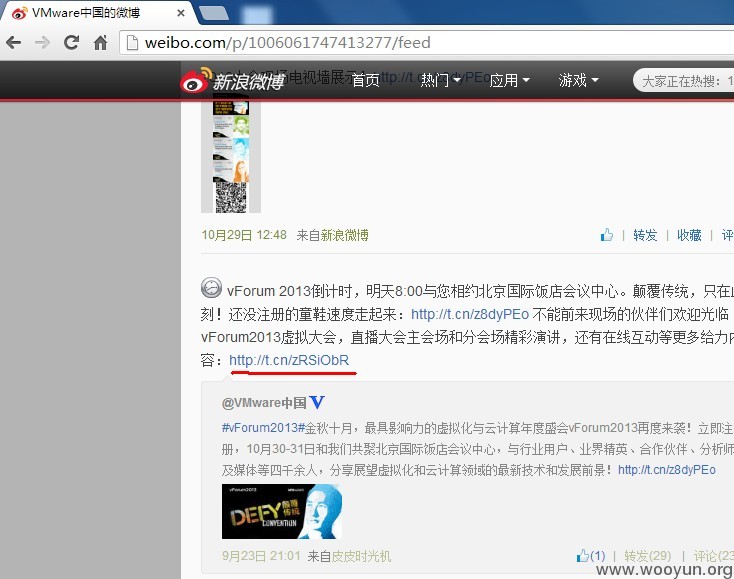 VMware中国的微博
weibo.com/p/1006061747413277/feed
新浪微博 首页 热门 应用 游戏 大家正在热搜：1
电视墙展示
10月29日 12:48 来自新浪微博
转发 | 收藏 | 评
vForum 2013倒计时，明天8:00与您相约北京国际饭店会议中心。颠覆传统，只在
刻！还没注册的童鞋速度走起来：http://t.cn/z8dyPEo 不能前来现场的伙伴们欢迎光临
vForum2013虚拟大会，直播大会主会场和分会场精彩演讲，还有在线互动等更多给力内
容：http://t.cn/zRSiObR
@VMware中国
#vForum2013#金秋十月，最具影响力的虚拟化与云计算年度盛会vForum2013再度来袭！立即注
册，10月30-31日和我们共聚北京国际饭店会议中心，与行业用户、业界精英、合作伙伴、分析师
及媒体等四千余人，分享展望虚拟化和云计算领域的最新技术和发展前景！http://t.cn/z8dyPEo
vForum2013
DEFY 颠覆传统
CONVENTION
9月23日 21:01 来自皮皮时光机
(1) | 转发(29) | 评论(23
www.wooyun.org